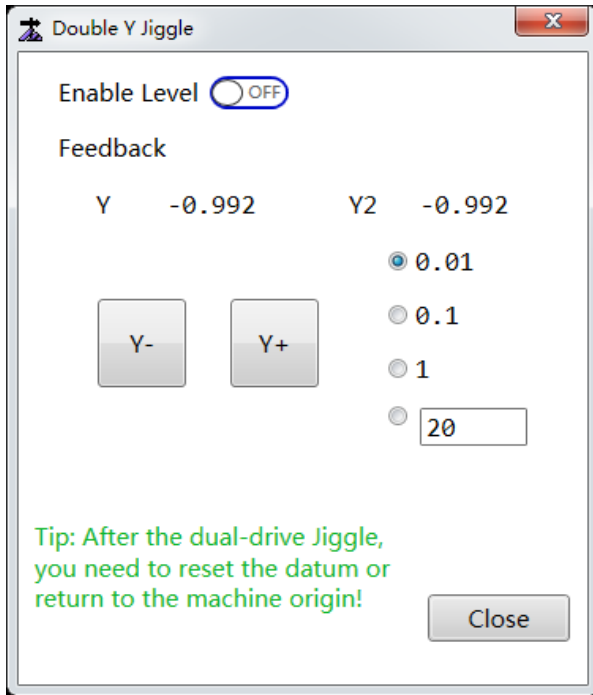 Double Y Jiggle
Enable Level OFF
Feedback
Y -0.992 Y2 -0.992
0.01
0.1
Y- Y+
1
20
Tip: After the dual-drive Jiggle,
you need to reset the datum or
return to the machine origin!
Close